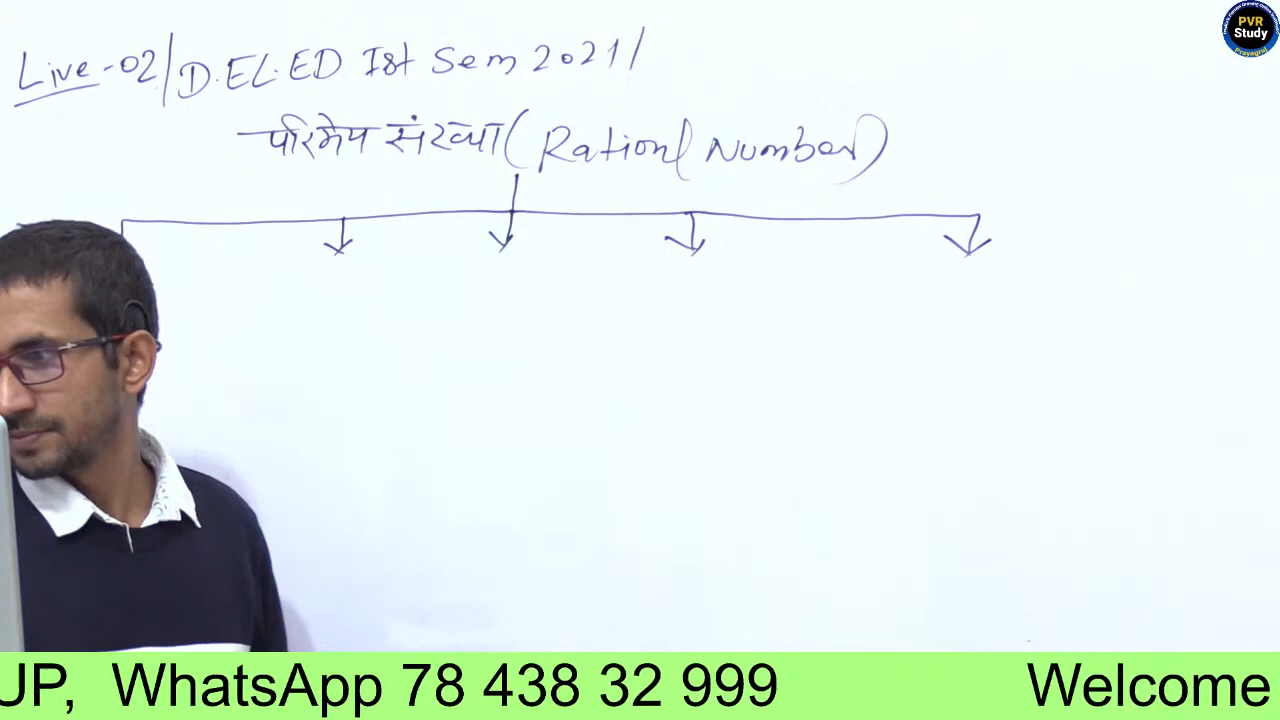 Live-02/D.EL.ED Ist Sem 2021/
परिमेय संख्या (Rationl Number)
PVR
Study
Prayagraj
UP, WhatsApp 78 438 32 999 Welcome